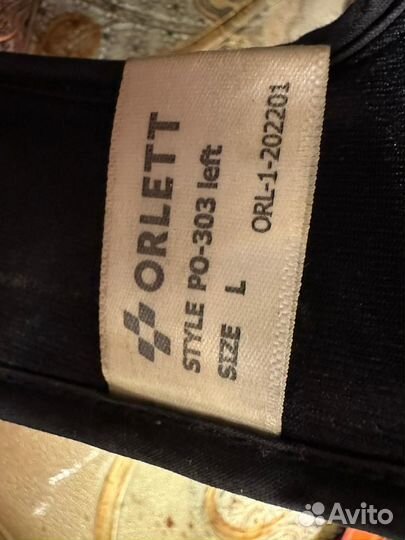 ORLETT
STYLE PO-303 left
SIZE L
ORL-1-202201
Avito